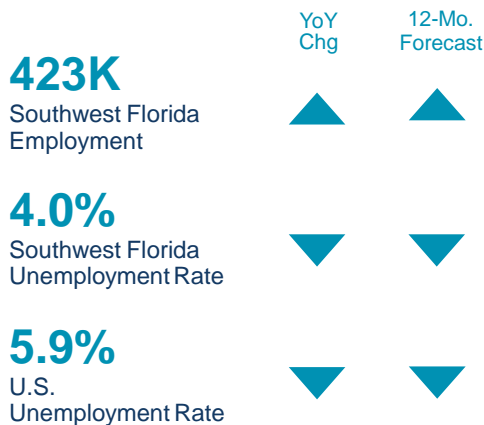 YoY
Chg
12-Mo.
Forecast
423K
Southwest Florida
Employment
4.0%
Southwest Florida
Unemployment Rate
5.9%
U.S.
Unemployment Rate